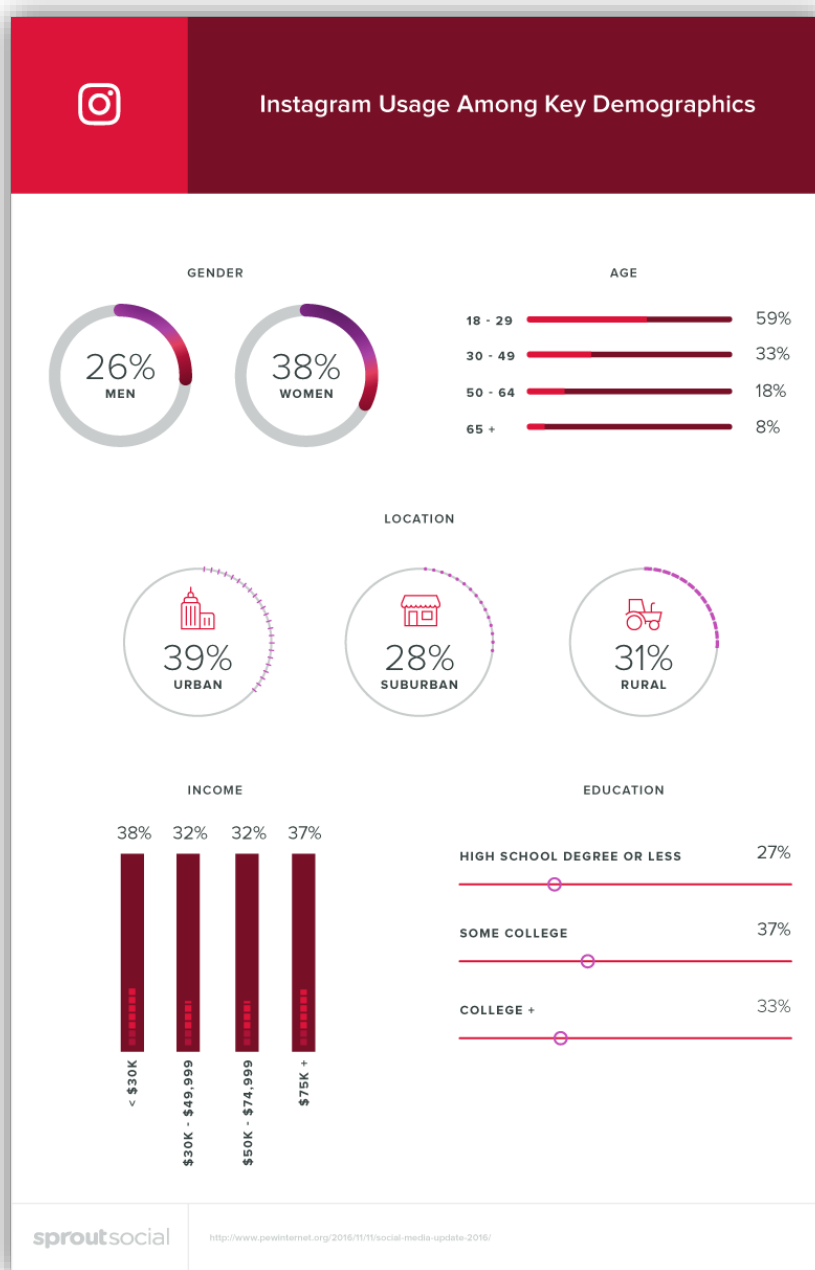 Instagram Usage Among Key Demographics
GENDER
26%
MEN
38%
WOMEN
AGE
18 - 29 59%
30 - 49 33%
50 - 64 18%
65 + 8%
LOCATION
39%
URBAN
28%
SUBURBAN
31%
RURAL
INCOME
38% 32% 32% 37%
< $30K
$30K - $49,999
$50K - $74,999
$75K +
EDUCATION
HIGH SCHOOL DEGREE OR LESS 27%
SOME COLLEGE 37%
COLLEGE + 33%
sproutsocial
http://www.pewinternet.org/2016/11/11/social-media-update-2016/